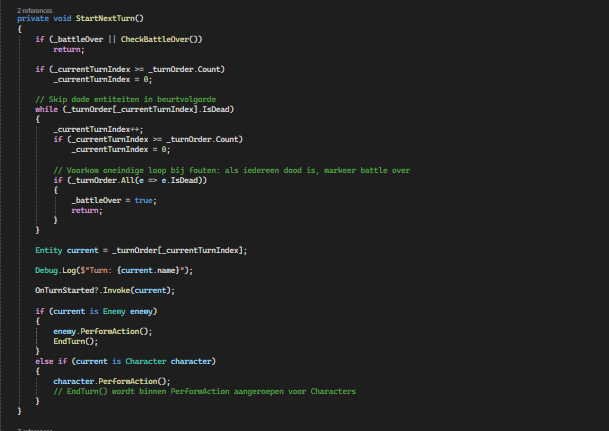 2 references
private void StartNextTurn()
{
if (_battleOver || CheckBattleOver())
return;
if (_currentTurnIndex >= _turnOrder.Count)
_currentTurnIndex = 0;
// Skip dode entiteiten in beurtvolgorde
while (_turnOrder[_currentTurnIndex].IsDead)
{
_currentTurnIndex++;
if (_currentTurnIndex >= _turnOrder.Count)
_currentTurnIndex = 0;
// Voorkom oneindige loop bij fouten: als iedereen dood is, markeer battle over
if (_turnOrder.All(e => e.IsDead))
{
_battleOver = true;
return;
}
}
Entity current = _turnOrder[_currentTurnIndex];
Debug.Log($"Turn: {current.name}");
OnTurnStarted?.Invoke(current);
if (current is Enemy enemy)
{
enemy.PerformAction();
EndTurn();
}
else if (current is Character character)
{
character.PerformAction();
// EndTurn() wordt binnen PerformAction aangeroepen voor Characters
}
}